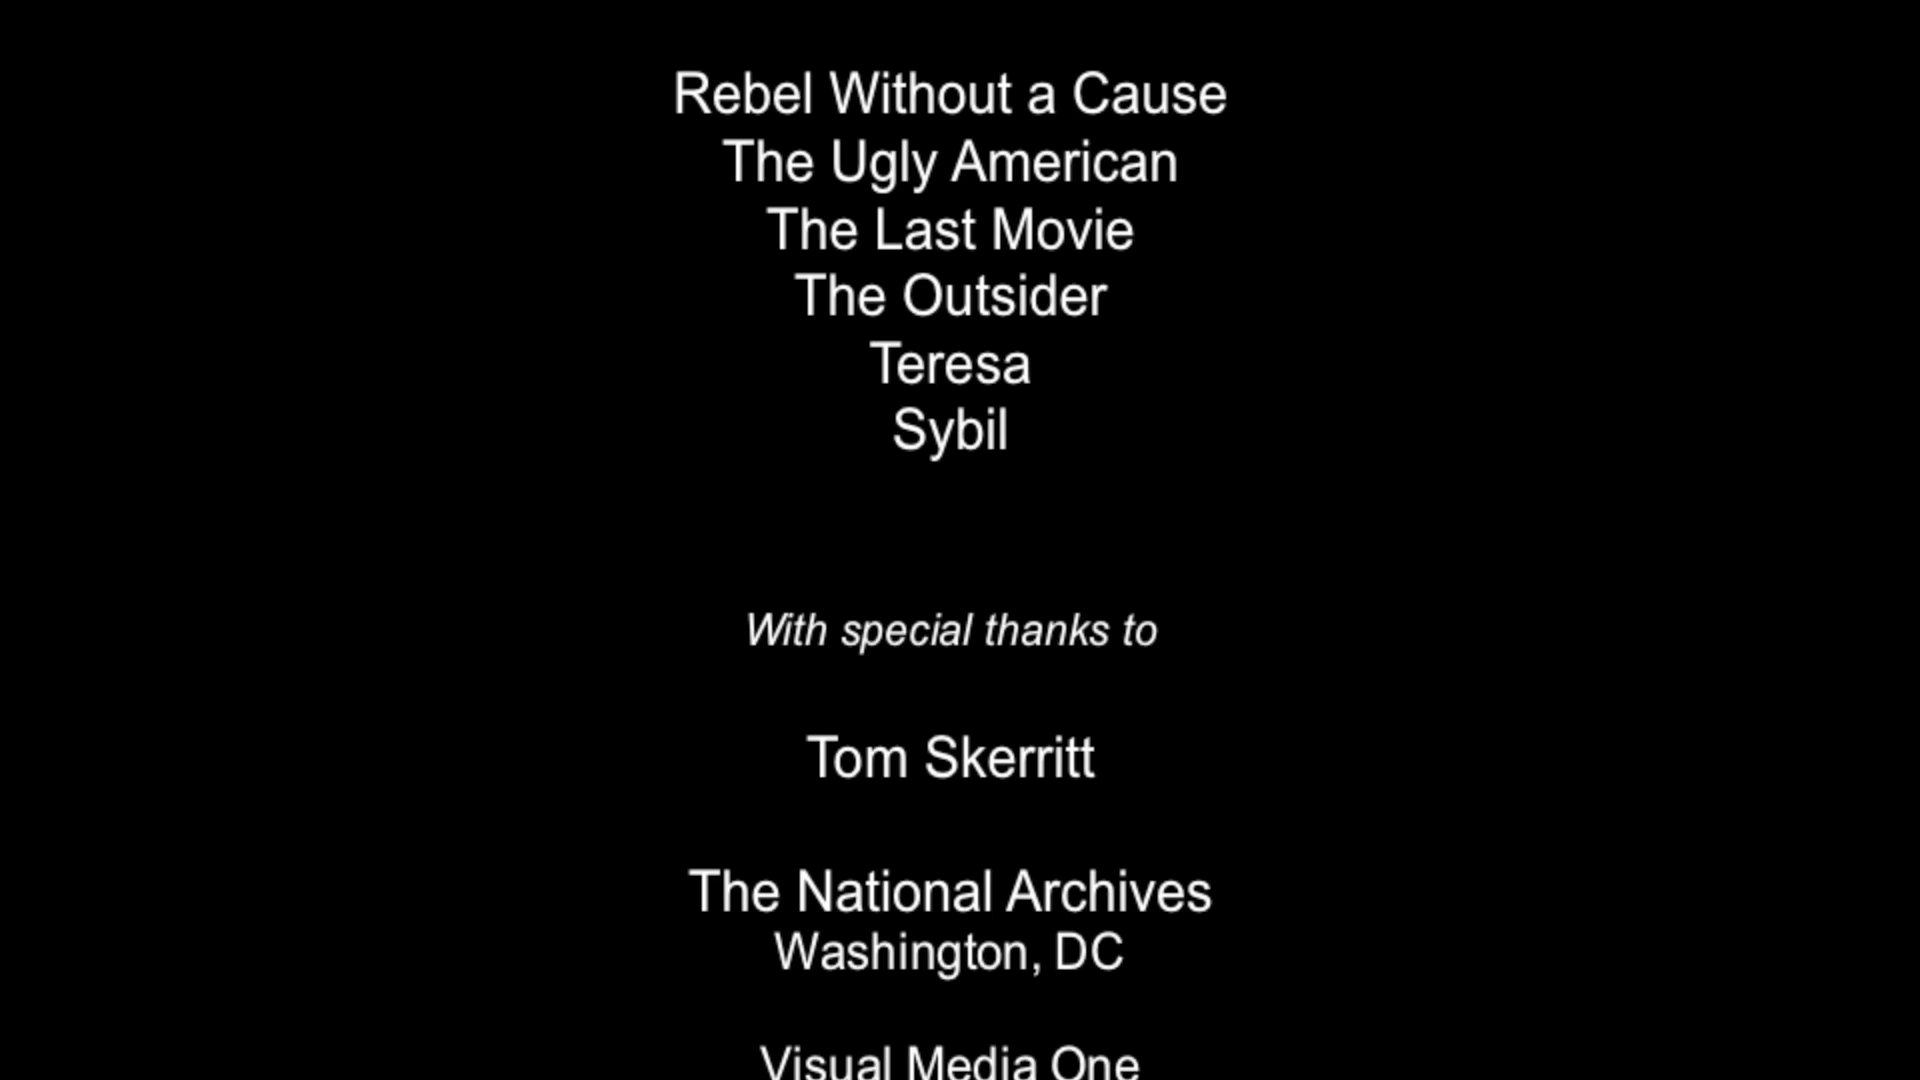 Rebel Without a Cause
The Ugly American
The Last Movie
The Outsider
Teresa
Sybil
With special thanks to
Tom Skerritt
The National Archives
Washington, DC
Visual Media One